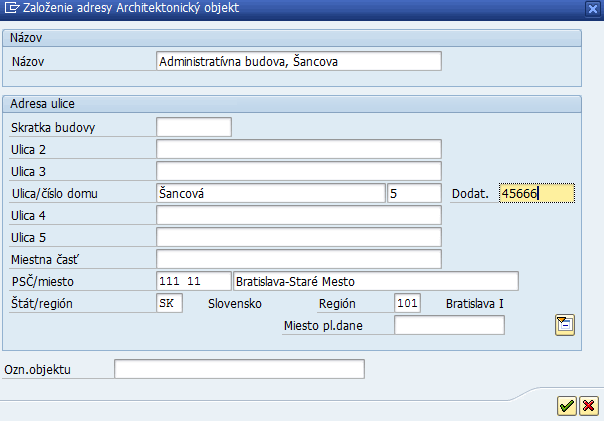 Založenie adresy Architektonický objekt
Názov
Názov Administratívna budova, Šancova
Adresa ulice
Skratka budovy
Ulica 2
Ulica 3
Ulica/číslo domu Šancová 5 Dodat. 45666
Ulica 4
Ulica 5
Miestna časť
PSČ/miesto 111 11 Bratislava-Staré Mesto
Štát/región SK Slovensko Región 101 Bratislava I
Miesto pl.dane
Ozn.objektu